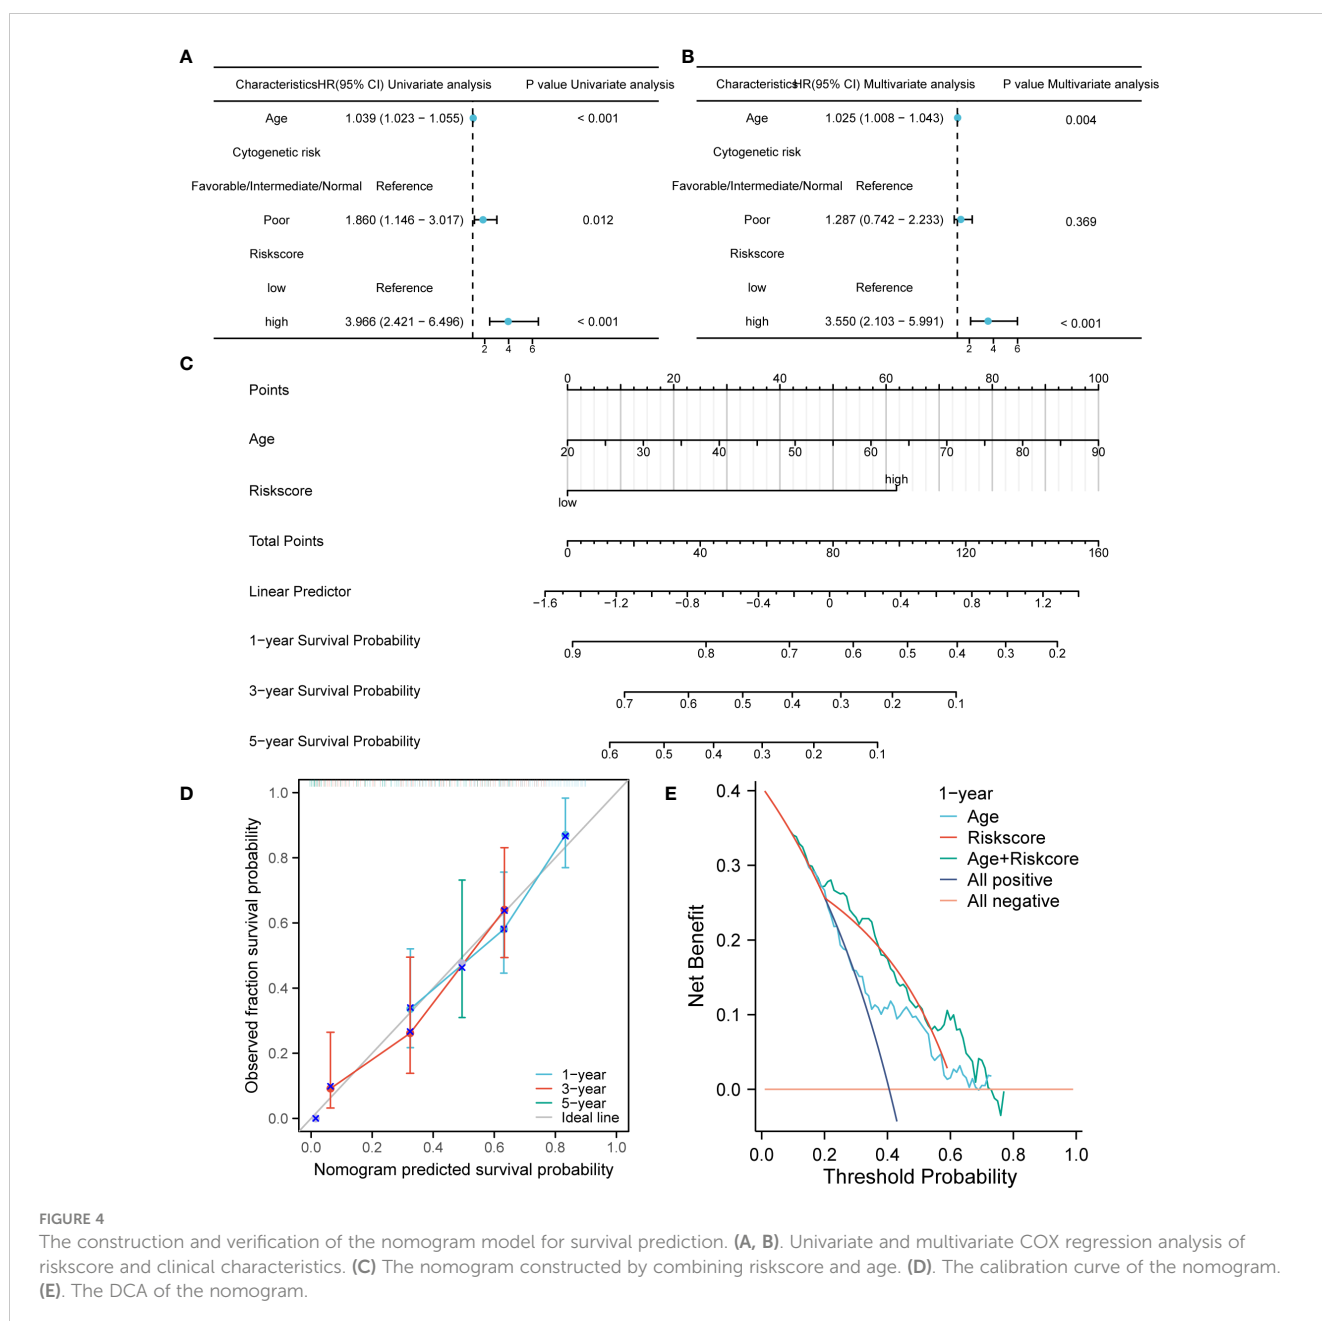 A
Characteristics HR(95% CI) Univariate analysis P value Univariate analysis
Age 1.039 (1.023 − 1.055) < 0.001
Cytogenetic risk
Favorable/Intermediate/Normal Reference
Poor 1.860 (1.146 − 3.017) 0.012
Riskscore
low Reference
high 3.966 (2.421 − 6.496) < 0.001
2 4 6
B
Characteristics HR(95% CI) Multivariate analysis P value Multivariate analysis
Age 1.025 (1.008 − 1.043) 0.004
Cytogenetic risk
Favorable/Intermediate/Normal Reference
Poor 1.287 (0.742 − 2.233) 0.369
Riskscore
low Reference
high 3.550 (2.103 − 5.991) < 0.001
2 4 6
C
Points 0 20 40 60 80 100
Age 20 30 40 50 60 70 80 90
Riskscore low high
Total Points 0 40 80 120 160
Linear Predictor −1.6 −1.2 −0.8 −0.4 0 0.4 0.8 1.2
1−year Survival Probability 0.9 0.8 0.7 0.6 0.5 0.4 0.3 0.2
3−year Survival Probability 0.7 0.6 0.5 0.4 0.3 0.2 0.1
5−year Survival Probability 0.6 0.5 0.4 0.3 0.2 0.1
D
Observed fraction survival probability
1.0
0.8
0.6
0.4
0.2
0.0
1−year
3−year
5−year
Ideal line
0.0 0.2 0.4 0.6 0.8 1.0
Nomogram predicted survival probability
E
Net Benefit
0.4
0.3
0.2
0.1
0.0
1−year
Age
Riskscore
Age+Riskcore
All positive
All negative
0.0 0.2 0.4 0.6 0.8 1.0
Threshold Probability
FIGURE 4
The construction and verification of the nomogram model for survival prediction. (A, B). Univariate and multivariate COX regression analysis of
riskscore and clinical characteristics. (C) The nomogram constructed by combining riskscore and age. (D). The calibration curve of the nomogram.
(E). The DCA of the nomogram.